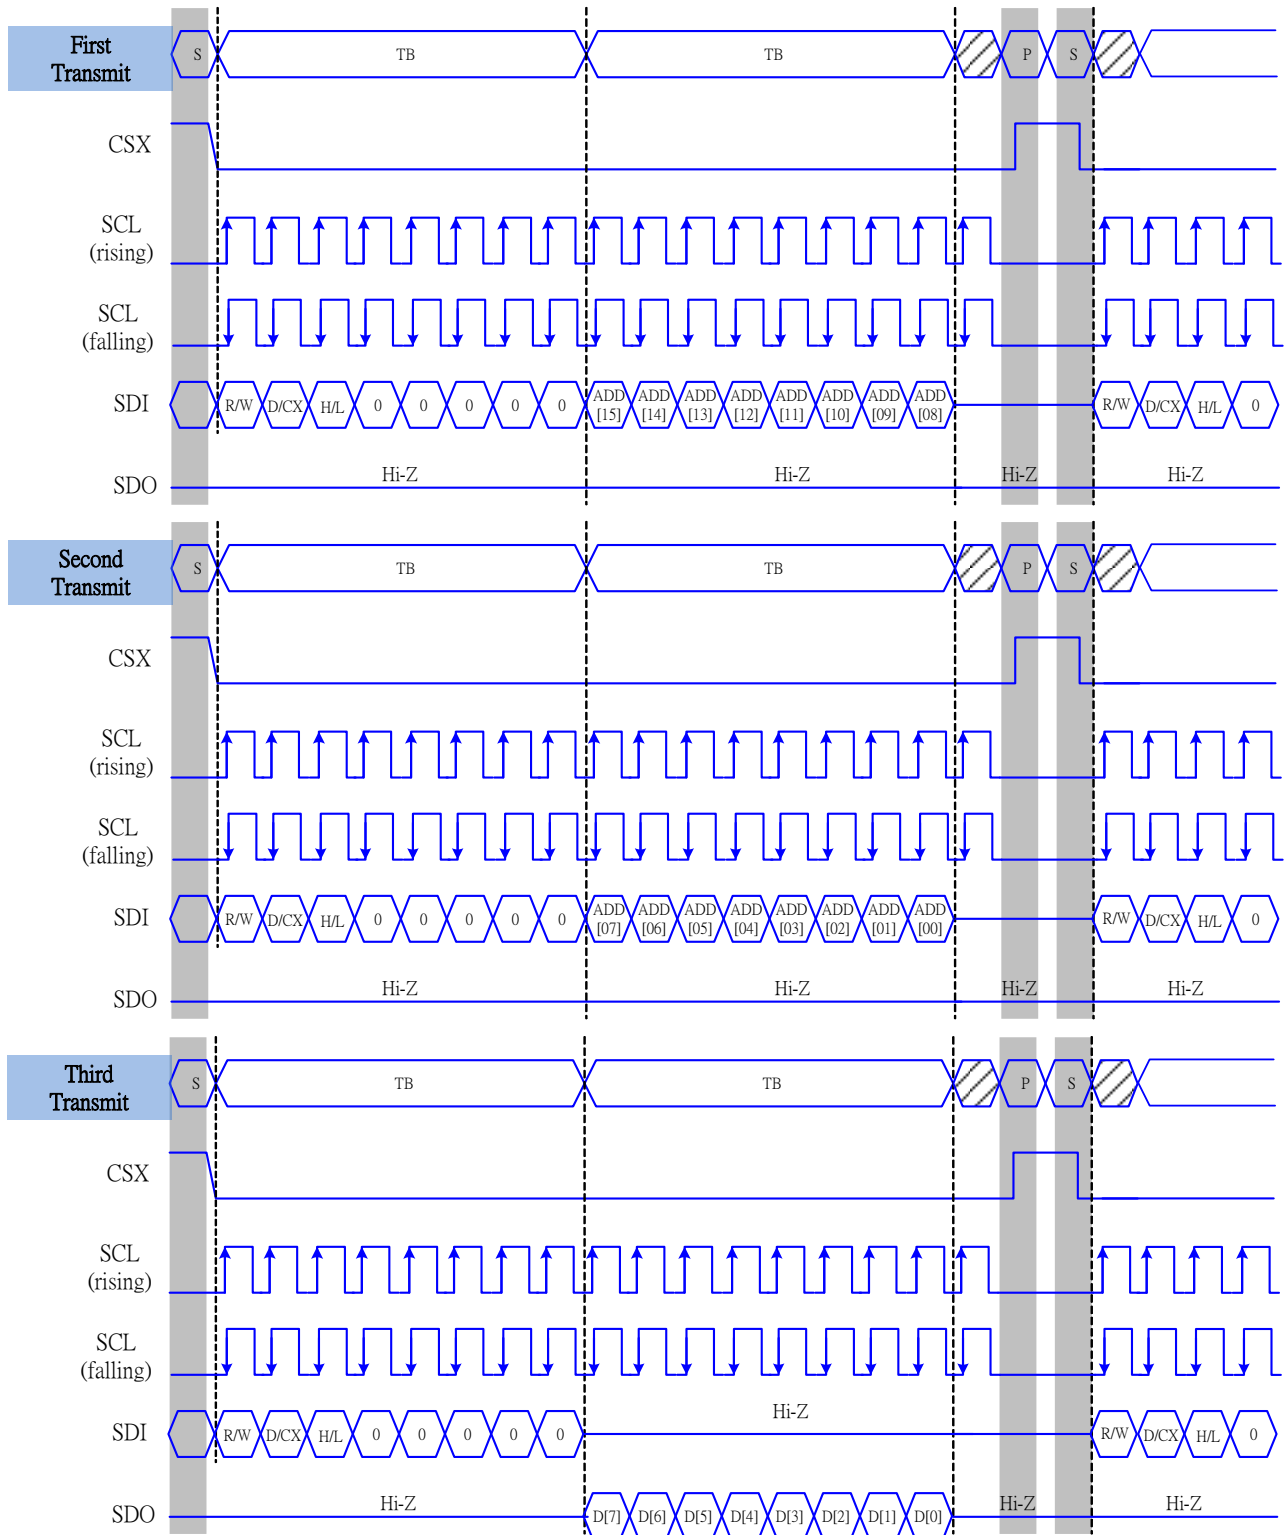 First
Transmit
S TB TB P S
CSX
SCL
(rising)
SCL
(falling)
SDI R/W D/CX H/L 0 0 0 0 0 ADD [15] ADD [14] ADD [13] ADD [12] ADD [11] ADD [10] ADD [09] ADD [08] R/W D/CX H/L 0
SDO Hi-Z Hi-Z Hi-Z Hi-Z
Second
Transmit
S TB TB P S
CSX
SCL
(rising)
SCL
(falling)
SDI R/W D/CX H/L 0 0 0 0 0 ADD [07] ADD [06] ADD [05] ADD [04] ADD [03] ADD [02] ADD [01] ADD [00] R/W D/CX H/L 0
SDO Hi-Z Hi-Z Hi-Z Hi-Z
Third
Transmit
S TB TB P S
CSX
SCL
(rising)
SCL
(falling)
SDI R/W D/CX H/L 0 0 0 0 0 Hi-Z R/W D/CX H/L 0
SDO Hi-Z D[7] D[6] D[5] D[4] D[3] D[2] D[1] D[0] Hi-Z Hi-Z